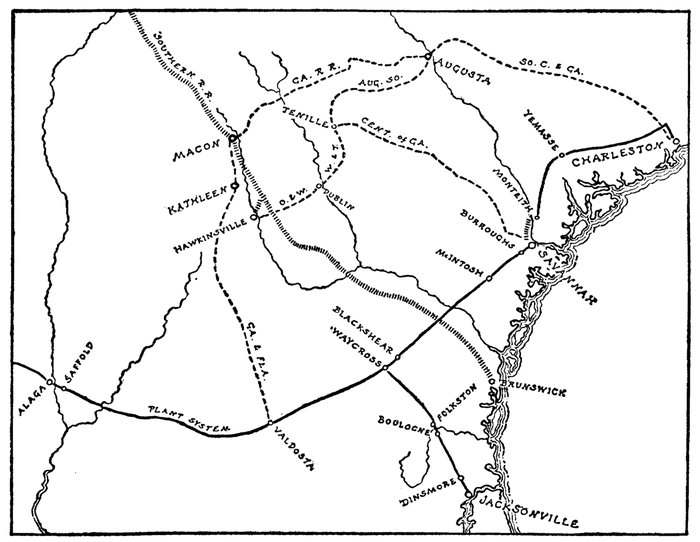 SOUTHERN R.R.
GA. R R.
AUG. SO.
AUGUSTA
SO. C. & GA.
TENILLE
CENT. OF GA.
YEMASSE
CHARLESTON
MACON
W. & T.
KATHLEEN
O. & W.
DUBLIN
MONTEITH
HAWKINSVILLE
BURROUGHS
SAVANNAH
McINTOSH
BLACKSHEAR
WAYCROSS
GA. & FLA.
SAFFOLD
ALAGA
PLANT SYSTEM
VALDOSTA
FOLKSTON
BRUNSWICK
BOULOGNE
DINSMORE
JACKSONVILLE